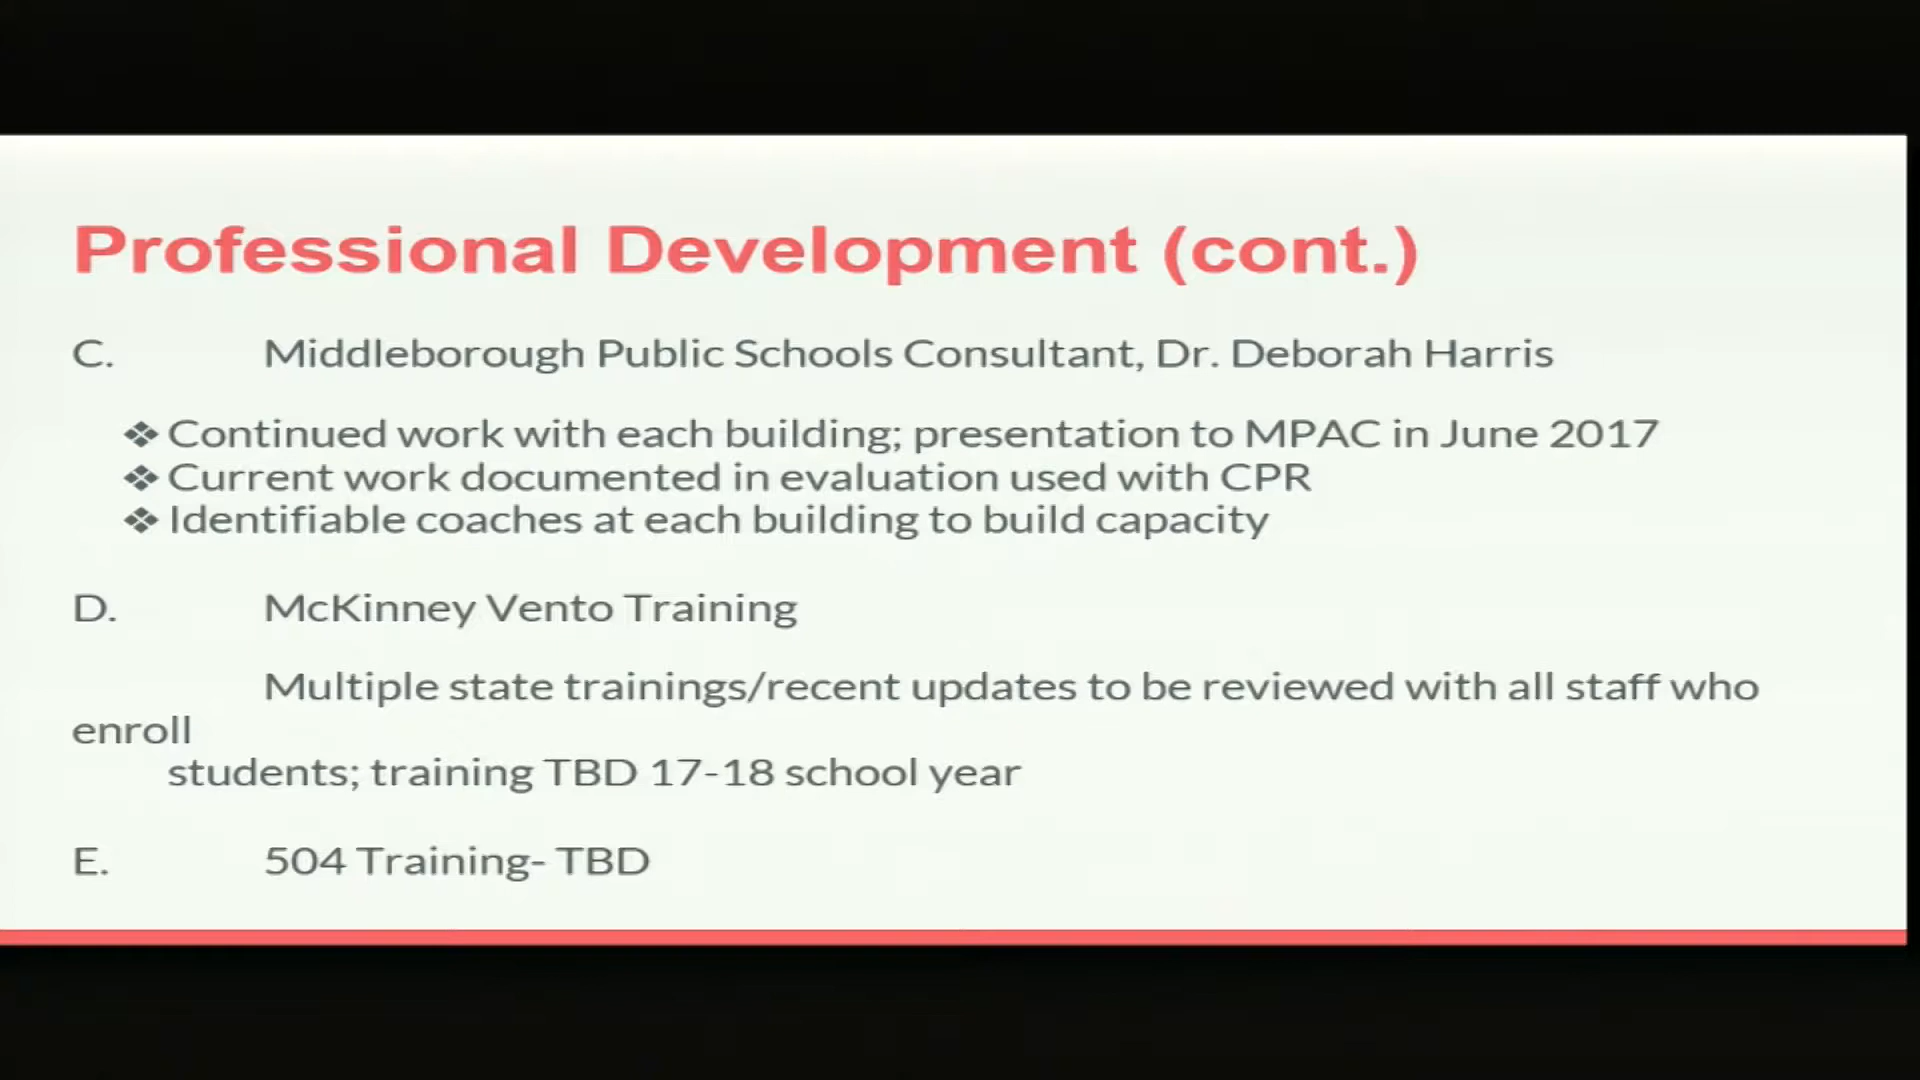 Professional Development (cont.)
C. Middleborough Public Schools Consultant, Dr. Deborah Harris
❖ Continued work with each building; presentation to MPAC in June 2017
❖ Current work documented in evaluation used with CPR
❖ Identifiable coaches at each building to build capacity
D. McKinney Vento Training
Multiple state trainings/recent updates to be reviewed with all staff who
enroll
students; training TBD 17-18 school year
E. 504 Training- TBD